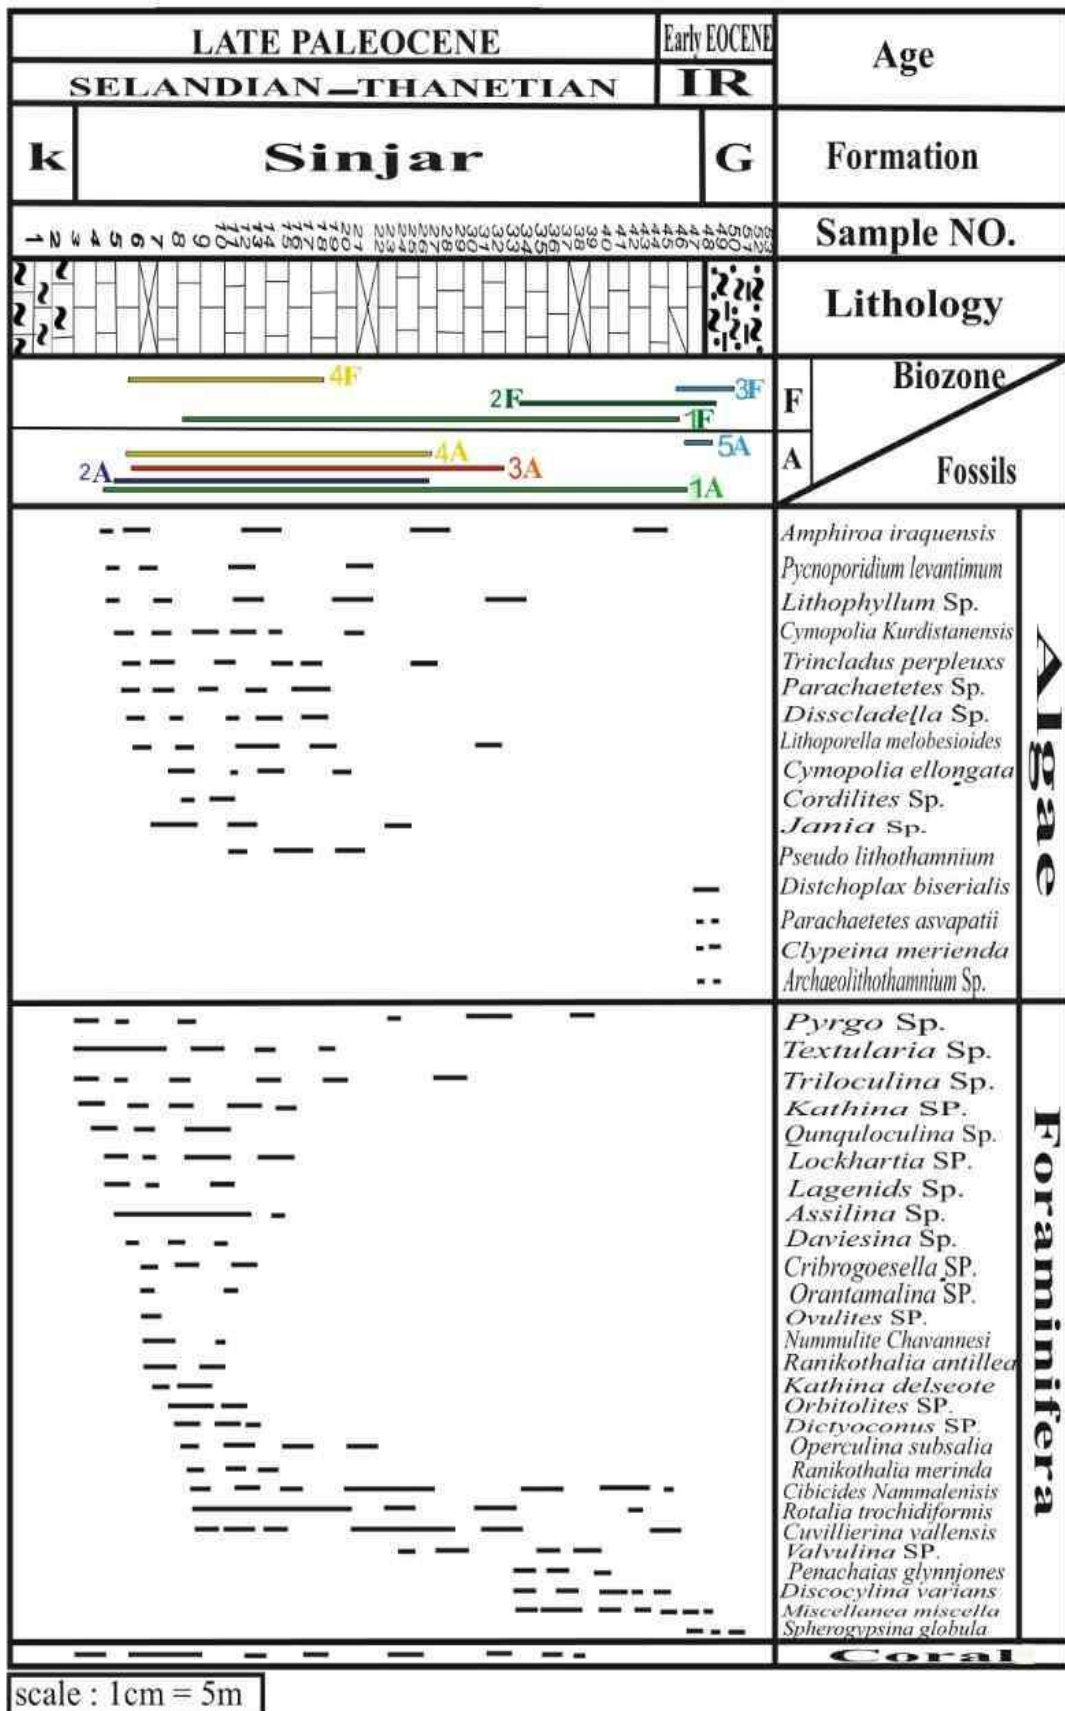 LATE PALEOCENE
Early EOCENE
Age
SELANDIAN–THANETIAN
IR
k
Sinjar
G
Formation
Sample NO.
Lithology
4F
3F
2F
1F
F
Biozone
5A
4A
3A
2A
1A
A
Fossils
Amphiroa iraquensis
Pycnoporidium levantimum
Lithophyllum Sp.
Cymopolia Kurdistanensis
Trincladus perpleuxs
Parachaetetes Sp.
Disscladella Sp.
Lithoporella melobesioides
Cymopolia ellongata
Cordilites Sp.
Jania Sp.
Pseudo lithothamnium
Distchoplax biserialis
Parachaetetes asvapatii
Clypeina merienda
Archaeolithothamnium Sp.
Algae
Pyrgo Sp.
Textularia Sp.
Triloculina Sp.
Kathina SP.
Qunquloculina Sp.
Lockhartia SP.
Lagenids Sp.
Assilina Sp.
Daviesina Sp.
Cribrogoesella SP.
Orantamalina SP.
Ovulites SP.
Nummulite Chavannesi
Ranikothalia antillea
Kathina delseote
Orbitolites SP.
Dictyoconus SP.
Operculina subsalia
Ranikothalia merinda
Cibicides Nammalenisis
Rotalia trochidiformis
Cuvillierina vallensis
Valvulina SP.
Penachaias glynnjones
Discocylina varians
Miscellanea miscella
Spherogypsina globula
Foraminifera
Coral
scale : 1cm = 5m